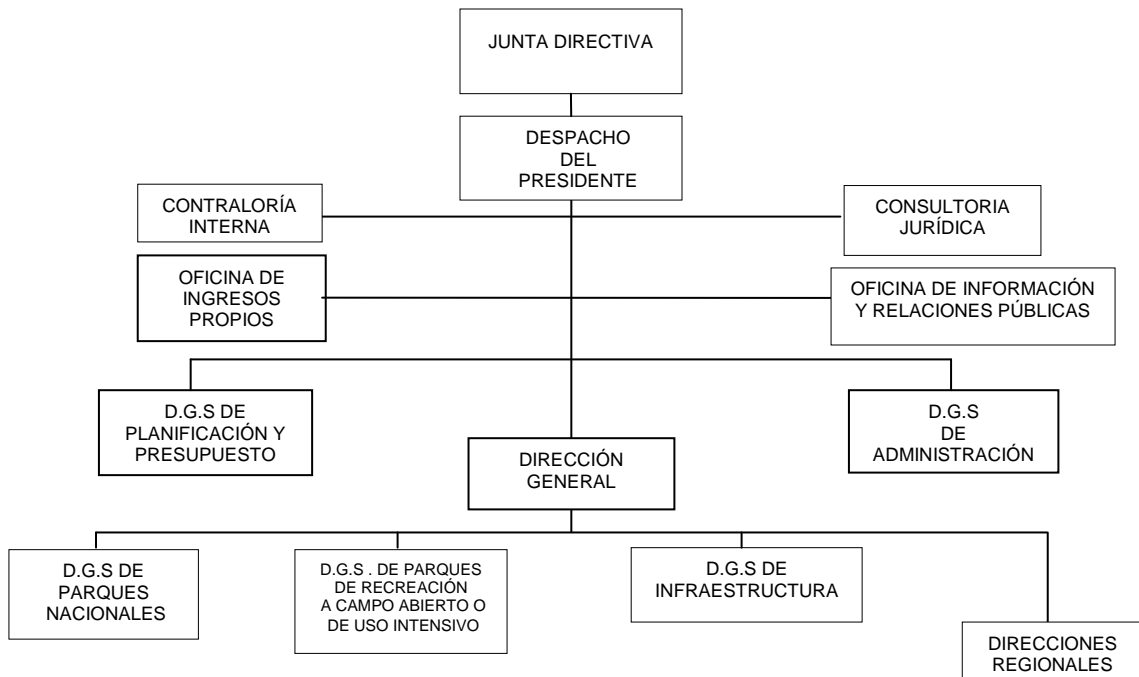 JUNTA DIRECTIVA
DESPACHO
DEL
PRESIDENTE
CONTRALORÍA
INTERNA
CONSULTORIA
JURÍDICA
OFICINA DE
INGRESOS
PROPIOS
OFICINA DE INFORMACIÓN
Y RELACIONES PÚBLICAS
D.G.S DE
PLANIFICACIÓN Y
PRESUPUESTO
D.G.S
DE
ADMINISTRACIÓN
DIRECCIÓN
GENERAL
D.G.S DE
PARQUES
NACIONALES
D.G.S . DE PARQUES
DE RECREACIÓN
A CAMPO ABIERTO O
DE USO INTENSIVO
D.G.S DE
INFRAESTRUCTURA
DIRECCIONES
REGIONALES